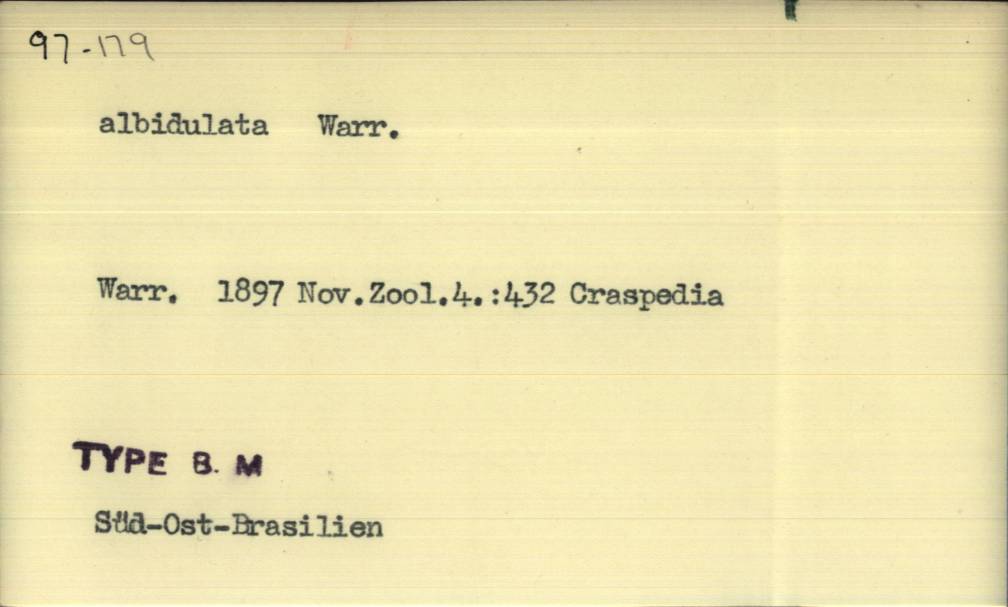 97-179
albidulata Warr.
Warr. 1897 Nov.Zool.4.:432 Craspedia
TYPE B. M
Süd-Ost-Brasilien